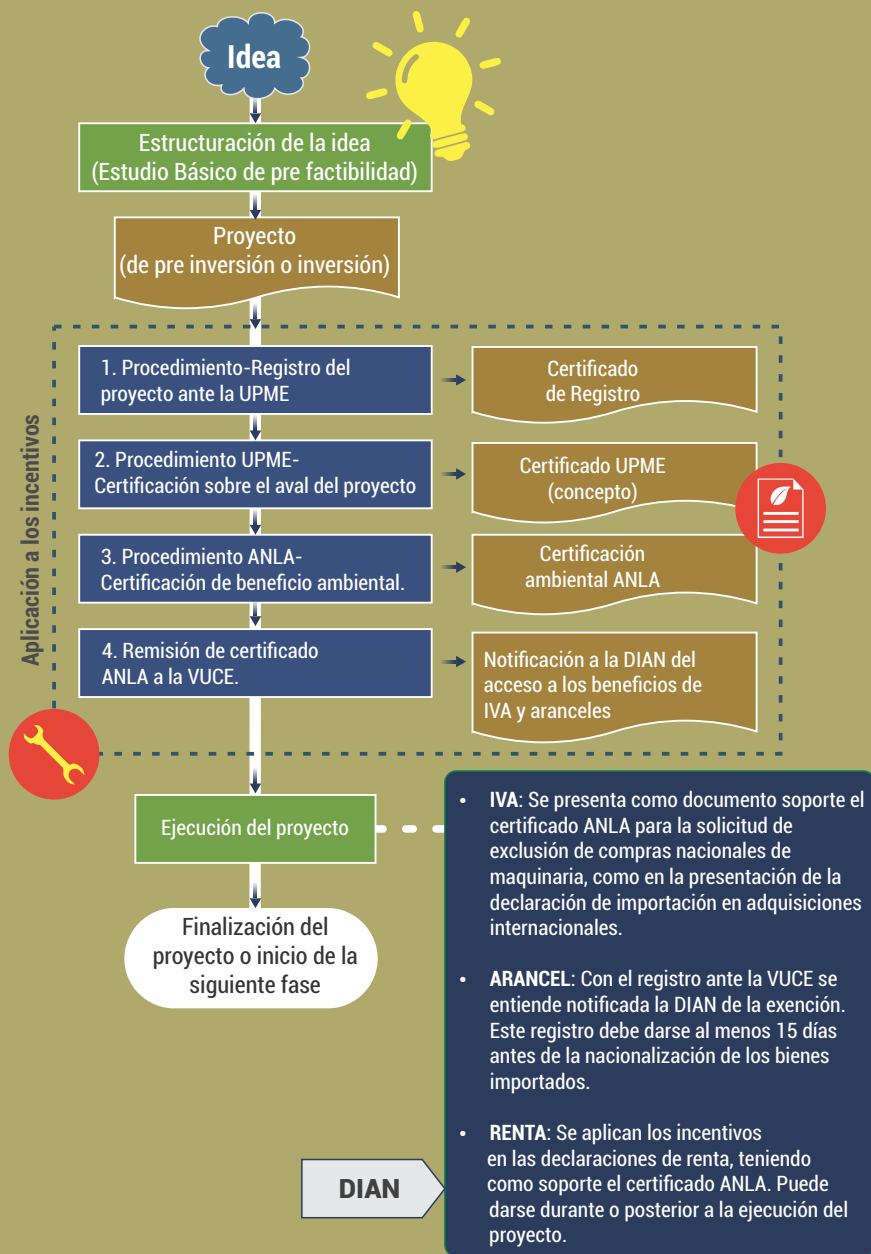 Idea
Estructuración de la idea
(Estudio Básico de pre factibilidad)
Proyecto
(de pre inversión o inversión)
Aplicación a los incentivos
1. Procedimiento-Registro del
proyecto ante la UPME
Certificado
de Registro
2. Procedimiento UPME-
Certificación sobre el aval del proyecto
Certificado UPME
(concepto)
3. Procedimiento ANLA-
Certificación de beneficio ambiental.
Certificación
ambiental ANLA
4. Remisión de certificado
ANLA a la VUCE.
Notificación a la DIAN del
acceso a los beneficios de
IVA y aranceles
Ejecución del proyecto
Finalización del
proyecto o inicio de la
siguiente fase
• IVA: Se presenta como documento soporte el
certificado ANLA para la solicitud de
exclusión de compras nacionales de
maquinaria, como en la presentación de la
declaración de importación en adquisiciones
internacionales.
• ARANCEL: Con el registro ante la VUCE se
entiende notificada la DIAN de la exención.
Este registro debe darse al menos 15 días
antes de la nacionalización de los bienes
importados.
• RENTA: Se aplican los incentivos
en las declaraciones de renta, teniendo
como soporte el certificado ANLA. Puede
darse durante o posterior a la ejecución del
proyecto.
DIAN